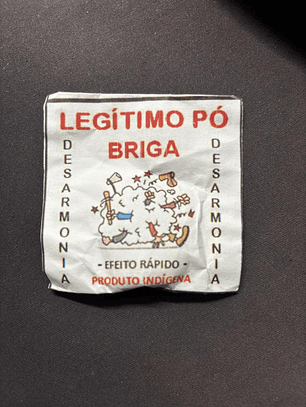 LEGÍTIMO PÓ
BRIGA
DESARMONIA
DESARMONIA
- EFEITO RÁPIDO -
PRODUTO INDÍGENA